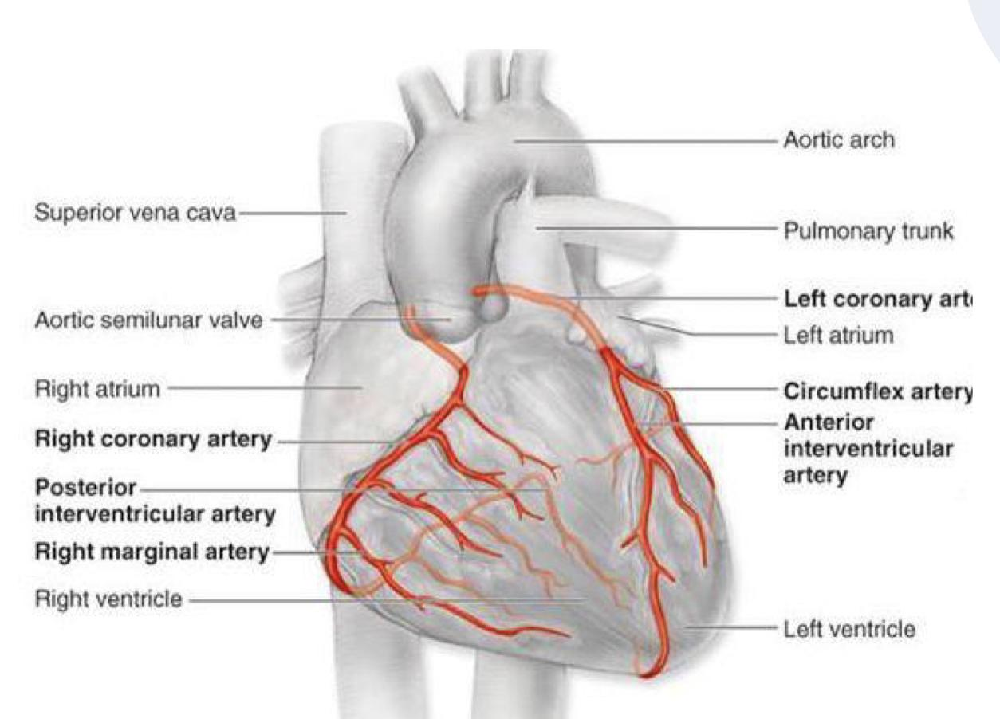 Aortic arch
Superior vena cava
Pulmonary trunk
Left coronary arte
Aortic semilunar valve
Left atrium
Right atrium
Circumflex artery
Anterior
interventricular
artery
Right coronary artery
Posterior
interventricular artery
Right marginal artery
Right ventricle
Left ventricle